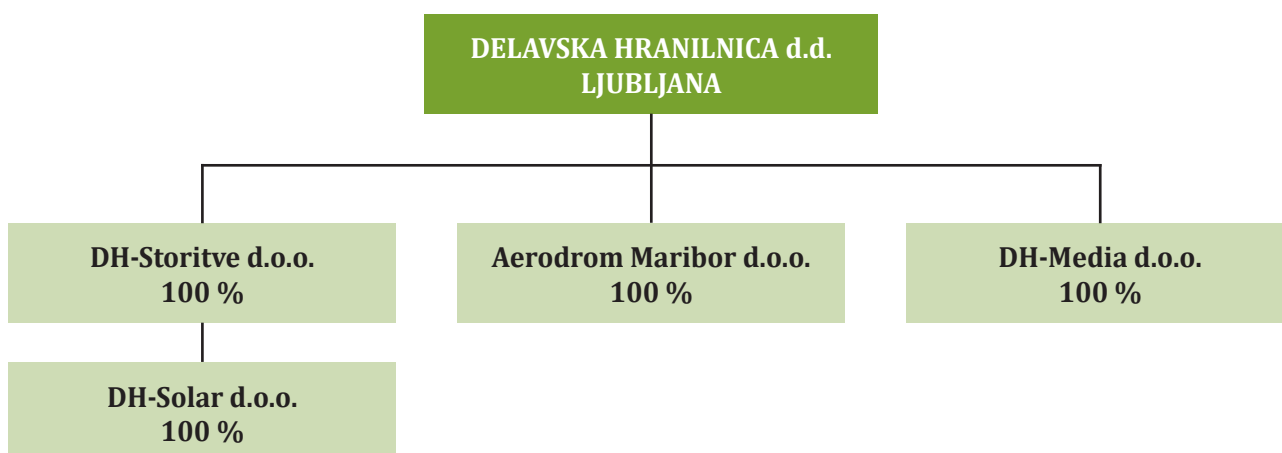 DELAVSKA HRANILNICA d.d.
LJUBLJANA
DH-Storitve d.o.o.
100 %
Aerodrom Maribor d.o.o.
100 %
DH-Media d.o.o.
100 %
DH-Solar d.o.o.
100 %